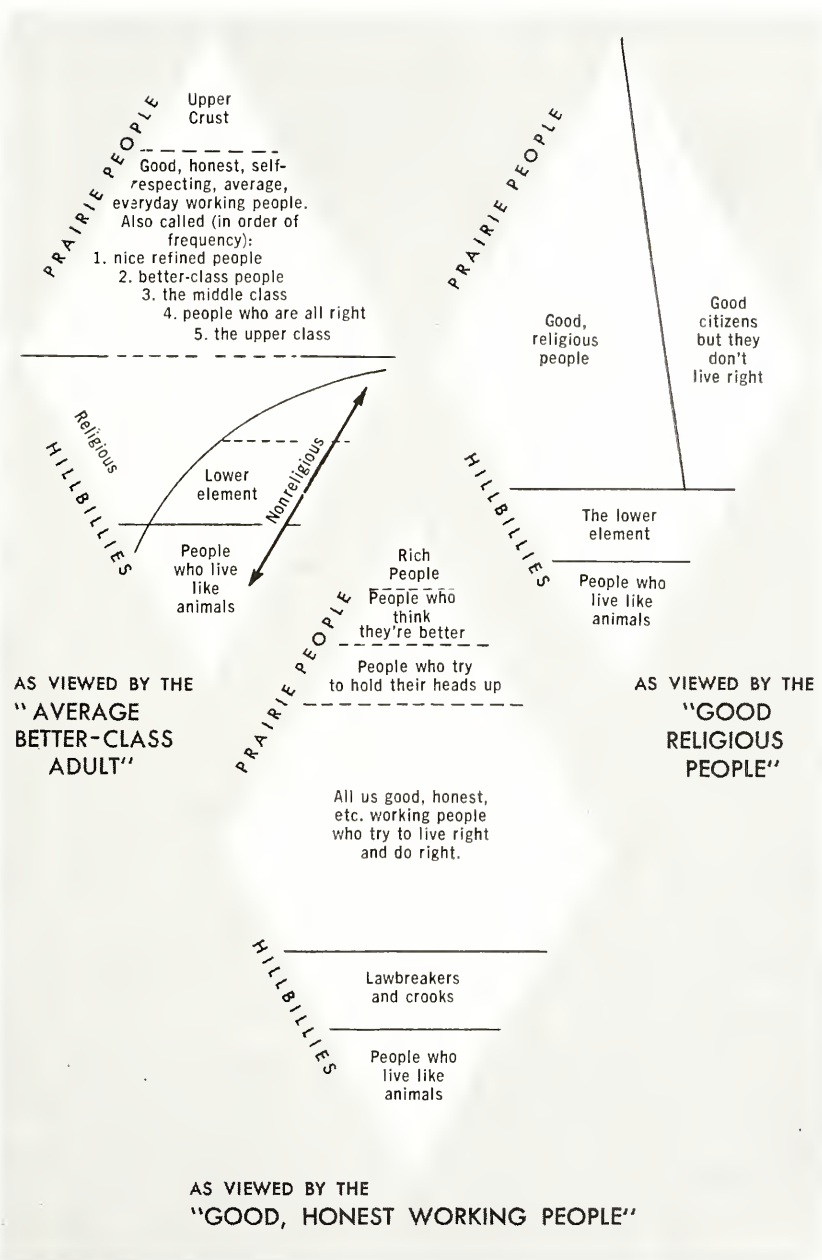 PRAIRIE PEOPLE
Upper
Crust
Good, honest, self-
respecting, average,
everyday working people.
Also called (in order of
frequency):
1. nice refined people
2. better-class people
3. the middle class
4. people who are all right
5. the upper class
HILLBILLIES
Religious
Lower
element
Nonreligious
People
who live
like
animals
AS VIEWED BY THE
"AVERAGE
BETTER-CLASS
ADULT"
PRAIRIE PEOPLE
Good,
religious
people
Good
citizens
but they
don't
live right
HILLBILLIES
The lower
element
People who
live like
animals
AS VIEWED BY THE
"GOOD
RELIGIOUS
PEOPLE"
PRAIRIE PEOPLE
Rich
People
People who
think
they're better
People who try
to hold their heads up
All us good, honest,
etc. working people
who try to live right
and do right.
HILLBILLIES
Lawbreakers
and crooks
People who
live like
animals
AS VIEWED BY THE
"GOOD, HONEST WORKING PEOPLE"